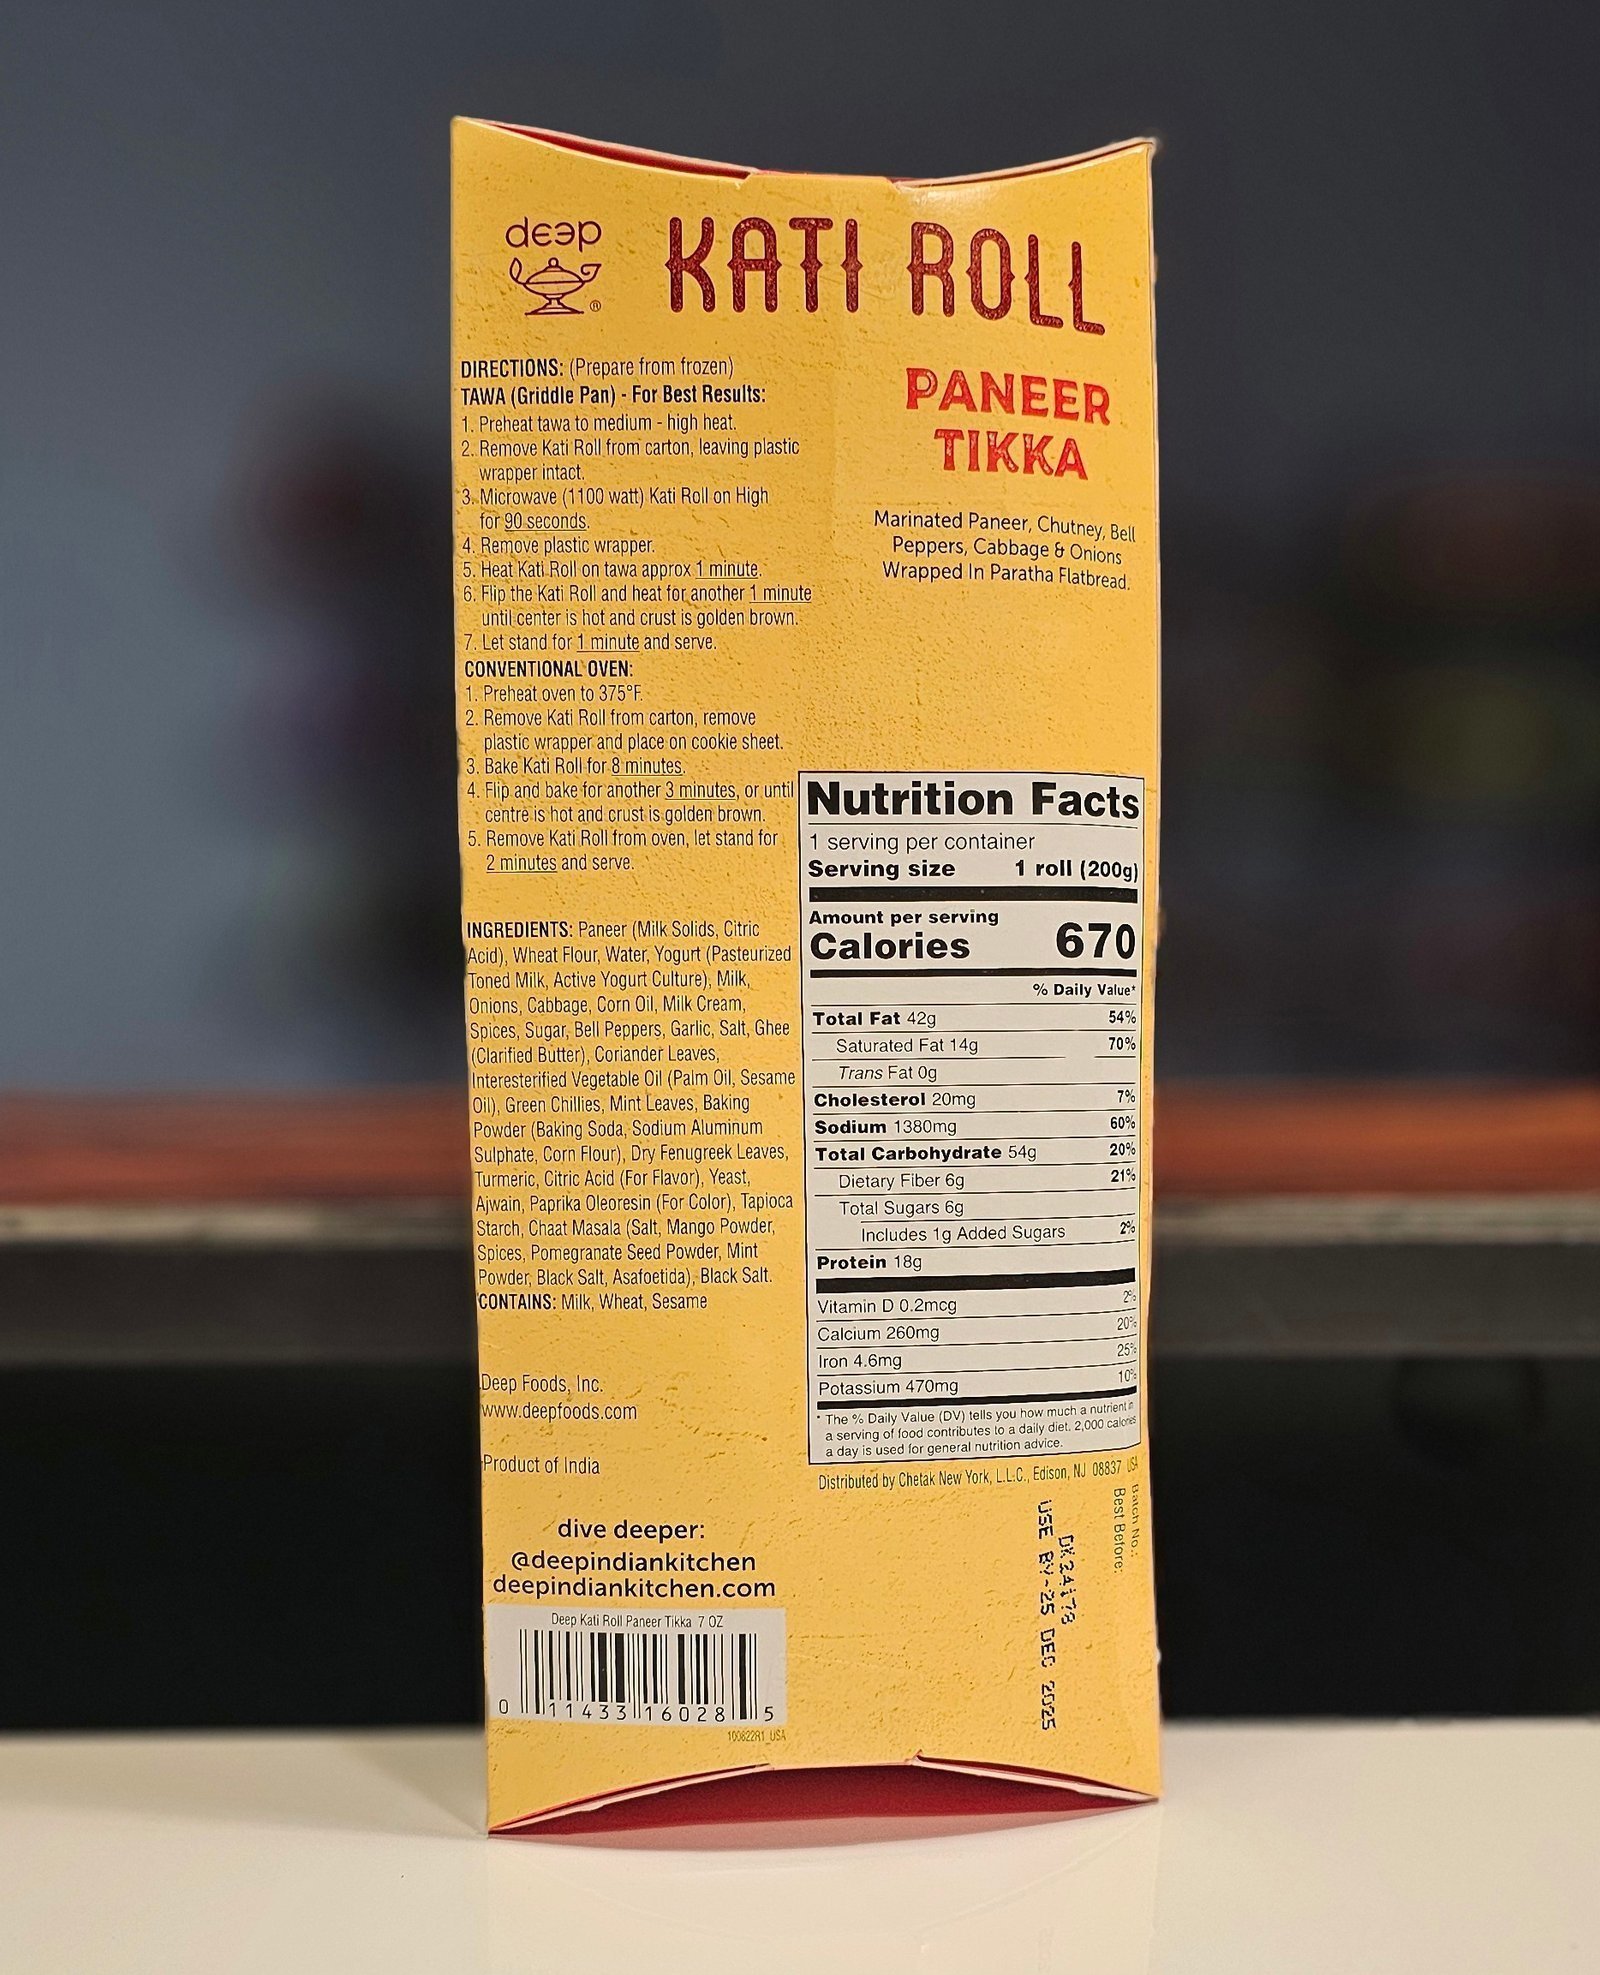 deep
®
KATI ROLL
PANEER
TIKKA
Marinated Paneer, Chutney, Bell
Peppers, Cabbage & Onions
Wrapped In Paratha Flatbread.
DIRECTIONS: (Prepare from frozen)
TAWA (Griddle Pan) - For Best Results:
1. Preheat tawa to medium - high heat.
2. Remove Kati Roll from carton, leaving plastic
wrapper intact.
3. Microwave (1100 watt) Kati Roll on High
for 90 seconds.
4. Remove plastic wrapper.
5. Heat Kati Roll on tawa approx 1 minute.
6. Flip the Kati Roll and heat for another 1 minute
until center is hot and crust is golden brown.
7. Let stand for 1 minute and serve.
CONVENTIONAL OVEN:
1. Preheat oven to 375°F.
2. Remove Kati Roll from carton, remove
plastic wrapper and place on cookie sheet.
3. Bake Kati Roll for 8 minutes.
4. Flip and bake for another 3 minutes, or until
centre is hot and crust is golden brown.
5. Remove Kati Roll from oven, let stand for
2 minutes and serve.
INGREDIENTS: Paneer (Milk Solids, Citric
Acid), Wheat Flour, Water, Yogurt (Pasteurized
Toned Milk, Active Yogurt Culture), Milk,
Onions, Cabbage, Corn Oil, Milk Cream,
Spices, Sugar, Bell Peppers, Garlic, Salt, Ghee
(Clarified Butter), Coriander Leaves,
Interesterified Vegetable Oil (Palm Oil, Sesame
Oil), Green Chillies, Mint Leaves, Baking
Powder (Baking Soda, Sodium Aluminum
Sulphate, Corn Flour), Dry Fenugreek Leaves,
Turmeric, Citric Acid (For Flavor), Yeast,
Ajwain, Paprika Oleoresin (For Color), Tapioca
Starch, Chaat Masala (Salt, Mango Powder,
Spices, Pomegranate Seed Powder, Mint
Powder, Black Salt, Asafoetida), Black Salt.
CONTAINS: Milk, Wheat, Sesame
Deep Foods, Inc.
www.deepfoods.com
Product of India
dive deeper:
@deepindiankitchen
deepindiankitchen.com
Deep Kati Roll Paneer Tikka 7 OZ
0 11433 16028 5
100822R1_USA
Nutrition Facts
1 serving per container
Serving size 1 roll (200g)
Amount per serving
Calories 670
% Daily Value*
Total Fat 42g 54%
Saturated Fat 14g 70%
Trans Fat 0g
Cholesterol 20mg 7%
Sodium 1380mg 60%
Total Carbohydrate 54g 20%
Dietary Fiber 6g 21%
Total Sugars 6g
Includes 1g Added Sugars 2%
Protein 18g
Vitamin D 0.2mcg 2%
Calcium 260mg 20%
Iron 4.6mg 25%
Potassium 470mg 10%
* The % Daily Value (DV) tells you how much a nutrient in
a serving of food contributes to a daily diet. 2,000 calories
a day is used for general nutrition advice.
Distributed by Chetak New York, L.L.C., Edison, NJ 08837 USA
Batch No.:
Best Before:
DK24178
USE BY-25 DEC 2025